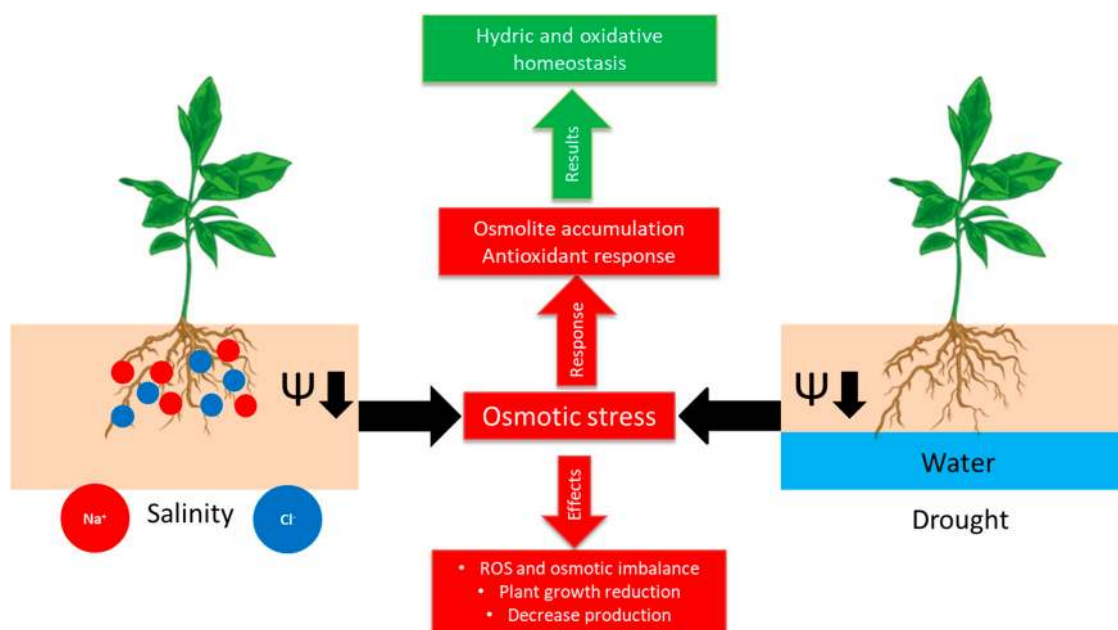 Hydric and oxidative
homeostasis
Results
Osmolite accumulation
Antioxidant response
Response
Ψ
Osmotic stress
Ψ
Water
Na⁺
Salinity
Cl⁻
Drought
Effects
• ROS and osmotic imbalance
• Plant growth reduction
• Decrease production